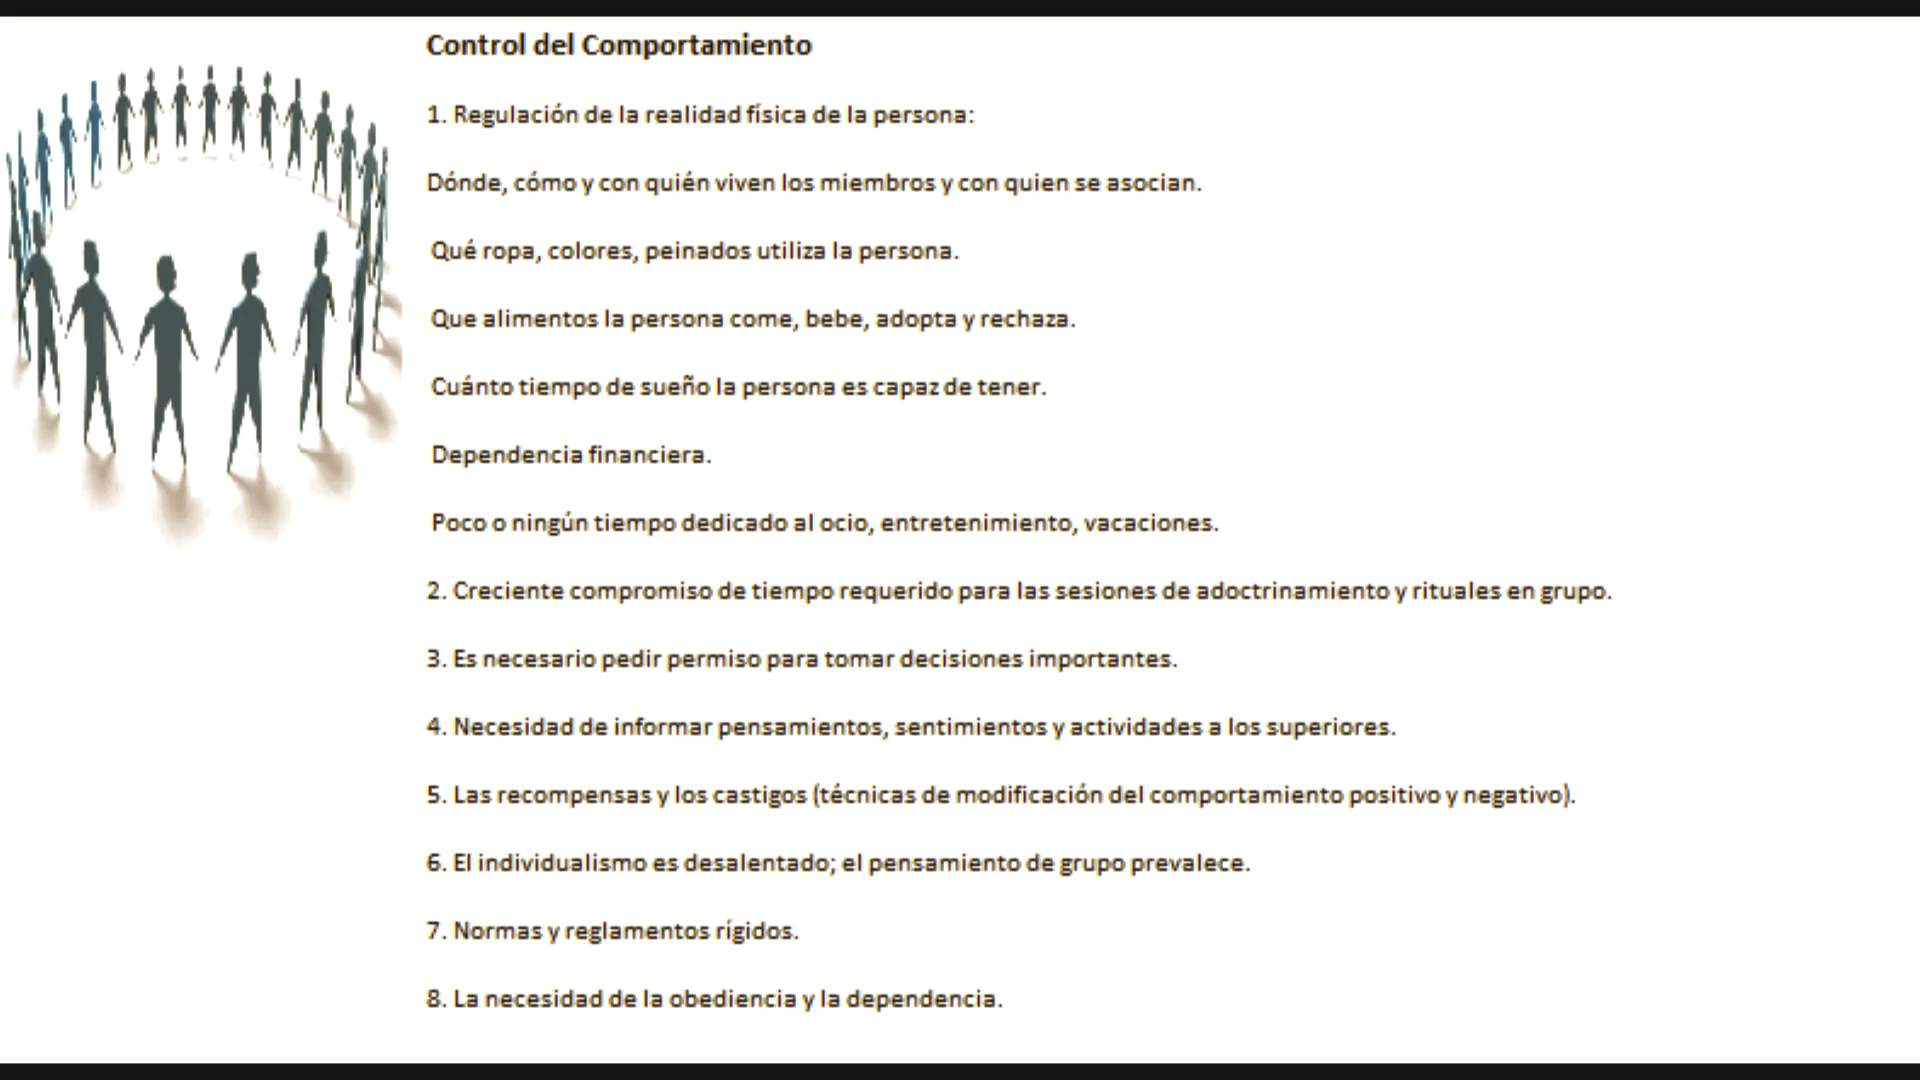 Control del Comportamiento
1. Regulación de la realidad física de la persona:
Dónde, cómo y con quién viven los miembros y con quien se asocian.
Qué ropa, colores, peinados utiliza la persona.
Que alimentos la persona come, bebe, adopta y rechaza.
Cuánto tiempo de sueño la persona es capaz de tener.
Dependencia financiera.
Poco o ningún tiempo dedicado al ocio, entretenimiento, vacaciones.
2. Creciente compromiso de tiempo requerido para las sesiones de adoctrinamiento y rituales en grupo.
3. Es necesario pedir permiso para tomar decisiones importantes.
4. Necesidad de informar pensamientos, sentimientos y actividades a los superiores.
5. Las recompensas y los castigos (técnicas de modificación del comportamiento positivo y negativo).
6. El individualismo es desalentado; el pensamiento de grupo prevalece.
7. Normas y reglamentos rígidos.
8. La necesidad de la obediencia y la dependencia.